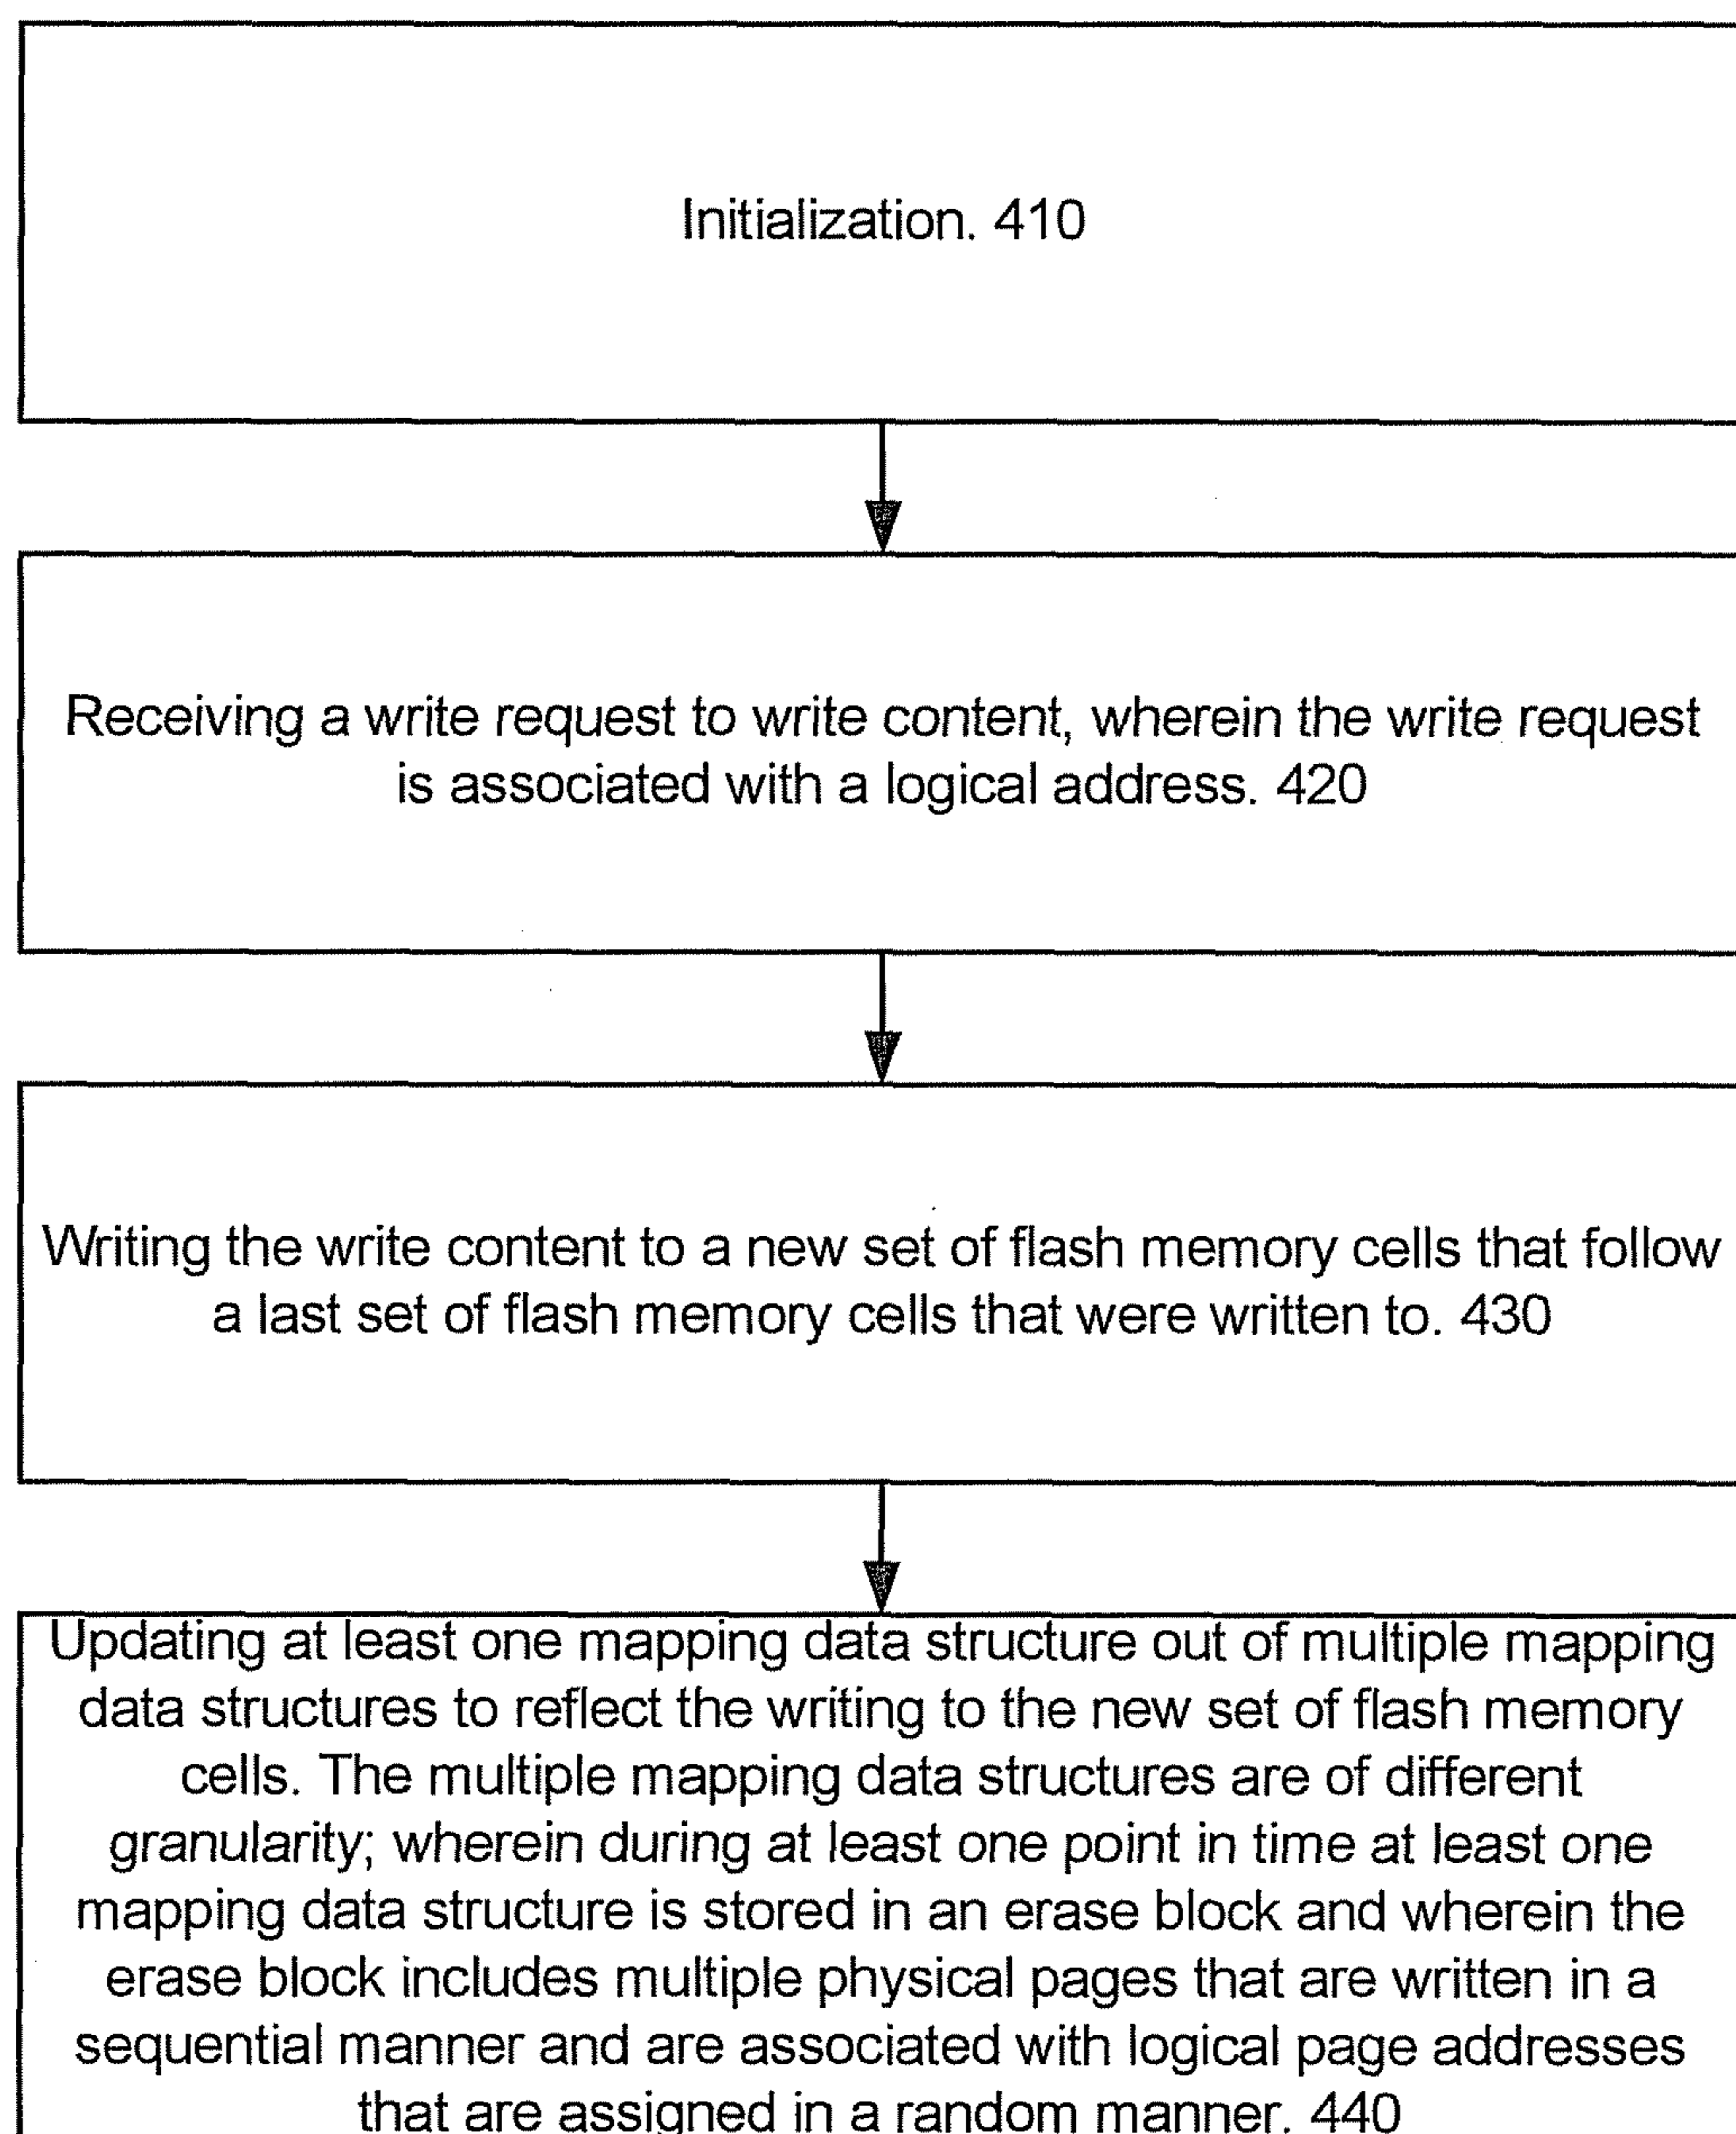 Initialization. 410
Receiving a write request to write content, wherein the write request
is associated with a logical address. 420
Writing the write content to a new set of flash memory cells that follow
a last set of flash memory cells that were written to. 430
Updating at least one mapping data structure out of multiple mapping
data structures to reflect the writing to the new set of flash memory
cells. The multiple mapping data structures are of different
granularity; wherein during at least one point in time at least one
mapping data structure is stored in an erase block and wherein the
erase block includes multiple physical pages that are written in a
sequential manner and are associated with logical page addresses
that are assigned in a random manner. 440